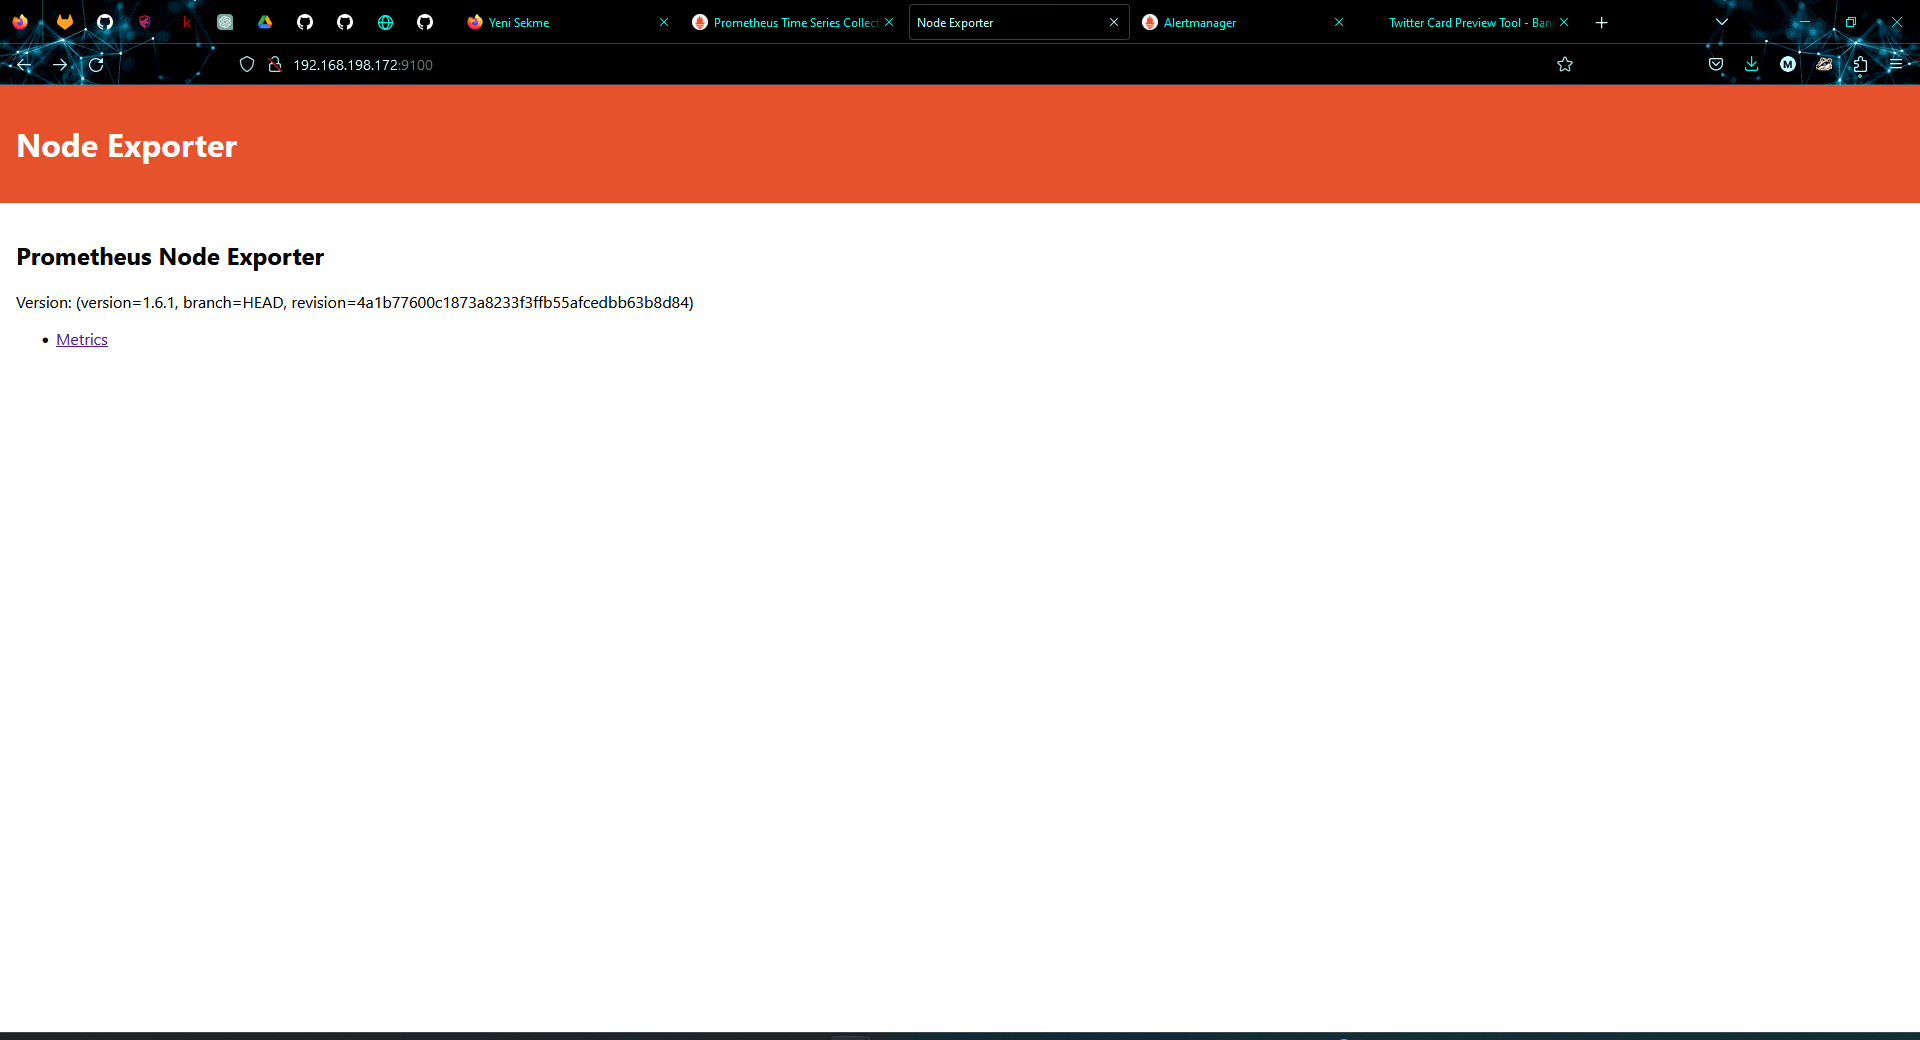 Yeni Sekme
Prometheus Time Series Collect
Node Exporter
Alertmanager
Twitter Card Preview Tool - Ban
192.168.198.172:9100
Node Exporter
Prometheus Node Exporter
Version: (version=1.6.1, branch=HEAD, revision=4a1b77600c1873a8233f3ffb55afcedbb63b8d84)
Metrics